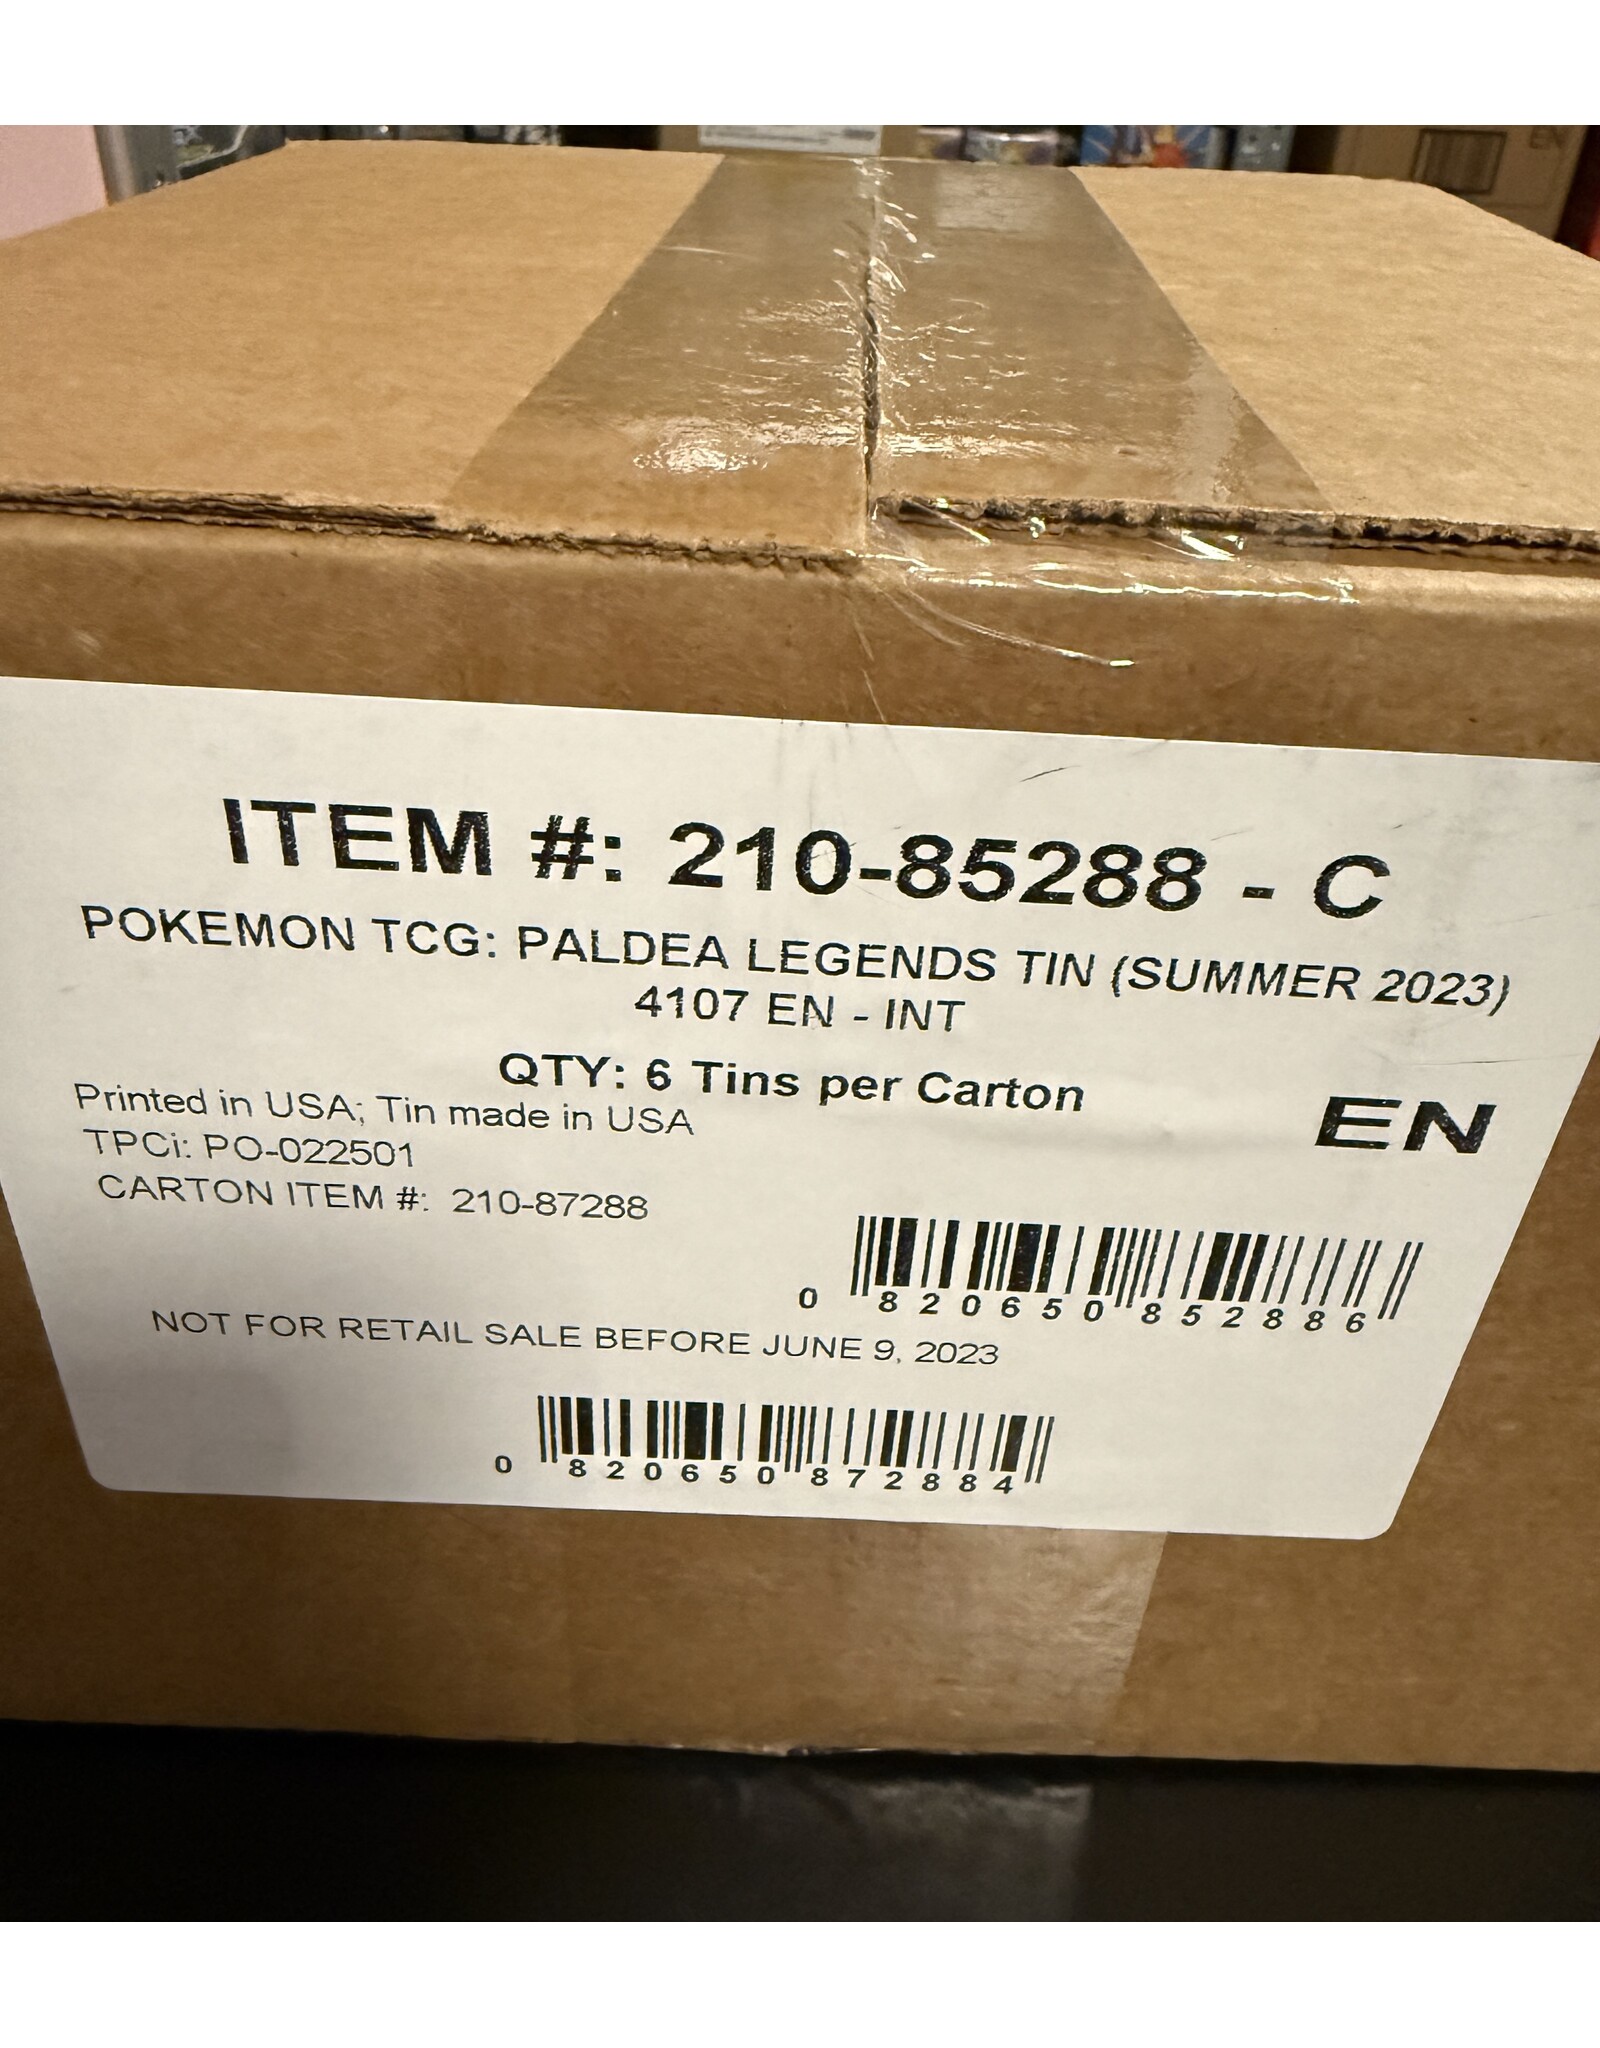 ITEM #: 210-85288 - C
POKEMON TCG: PALDEA LEGENDS TIN (SUMMER 2023)
4107 EN - INT
QTY: 6 Tins per Carton
Printed in USA; Tin made in USA
EN
TPCi: PO-022501
CARTON ITEM #: 210-87288
0 820650 852886
NOT FOR RETAIL SALE BEFORE JUNE 9, 2023
0 820650 872884